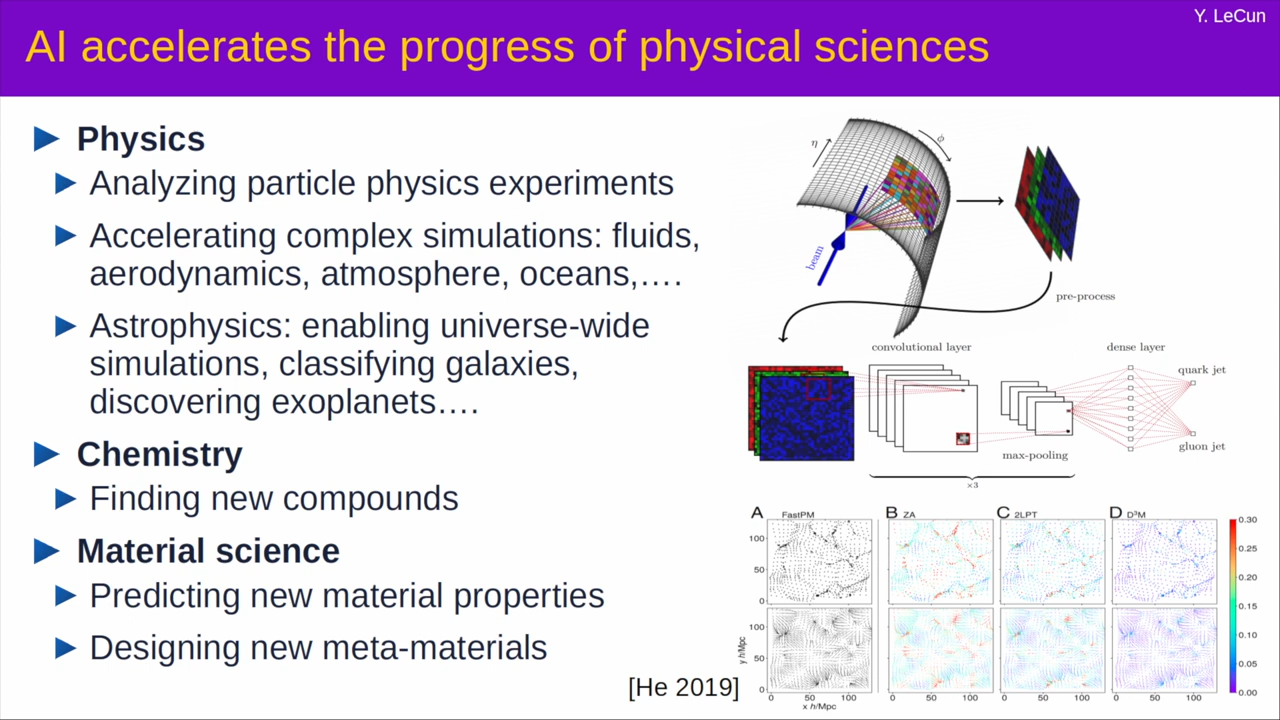 Y. LeCun
AI accelerates the progress of physical sciences
Physics
Analyzing particle physics experiments
Accelerating complex simulations: fluids,
aerodynamics, atmosphere, oceans,….
Astrophysics: enabling universe-wide
simulations, classifying galaxies,
discovering exoplanets….
Chemistry
Finding new compounds
Material science
Predicting new material properties
Designing new meta-materials
[He 2019]
η
ϕ
beam
pre-process
convolutional layer
dense layer
quark jet
gluon jet
max-pooling
×3
A FastPM B ZA C 2LPT D D³M
100
50
0
100
50
0
y h/Mpc
0 50 100 0 50 100 0 50 100 0 50 100
x h/Mpc
0.30
0.25
0.20
0.15
0.10
0.05
0.00